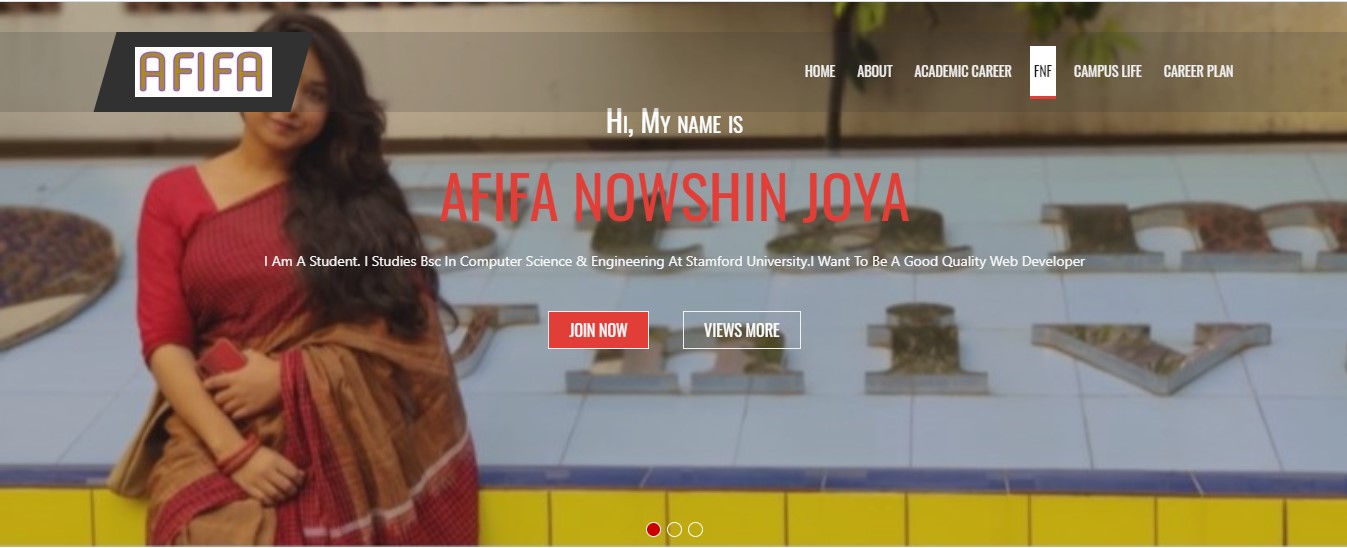 AFIFA
HOME ABOUT ACADEMIC CAREER FNF CAMPUS LIFE CAREER PLAN
Hi, My name is
AFIFA NOWSHIN JOYA
I Am A Student. I Studies Bsc In Computer Science & Engineering At Stamford University.I Want To Be A Good Quality Web Developer
JOIN NOW VIEWS MORE